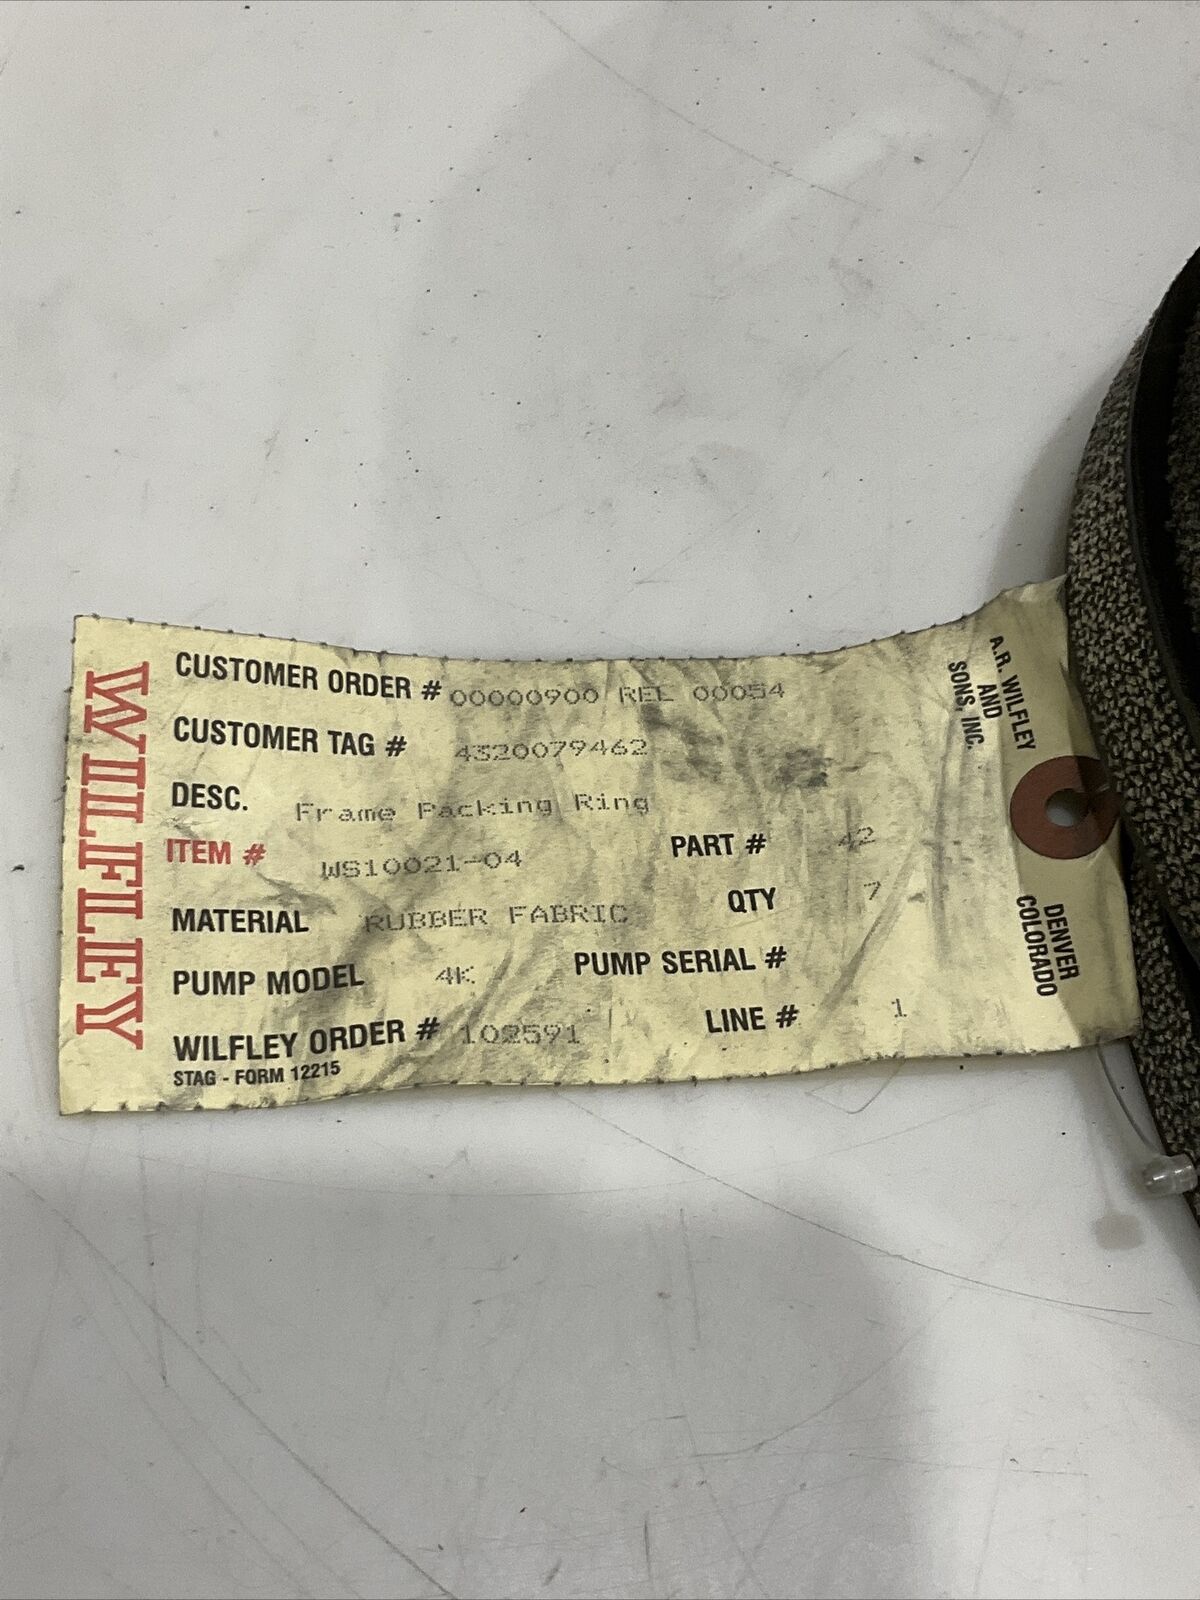 WILFLEY
CUSTOMER ORDER # 00000900 REL 00054
CUSTOMER TAG # 4320079462
DESC. Frame Packing Ring
ITEM # WS10021-04 PART # 42
MATERIAL RUBBER FABRIC QTY 7
PUMP MODEL 4K PUMP SERIAL #
WILFLEY ORDER # 102591 LINE # 1
STAG - FORM 12215
A.R. WILFLEY
AND
SONS, INC.
DENVER
COLORADO